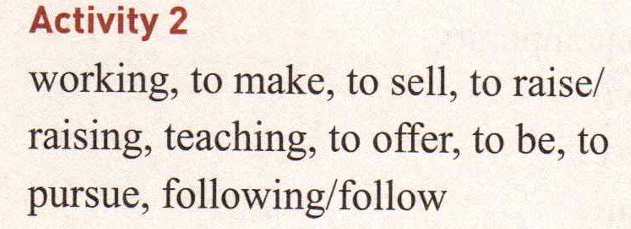 Activity 2
working, to make, to sell, to raise/
raising, teaching, to offer, to be, to
pursue, following/follow